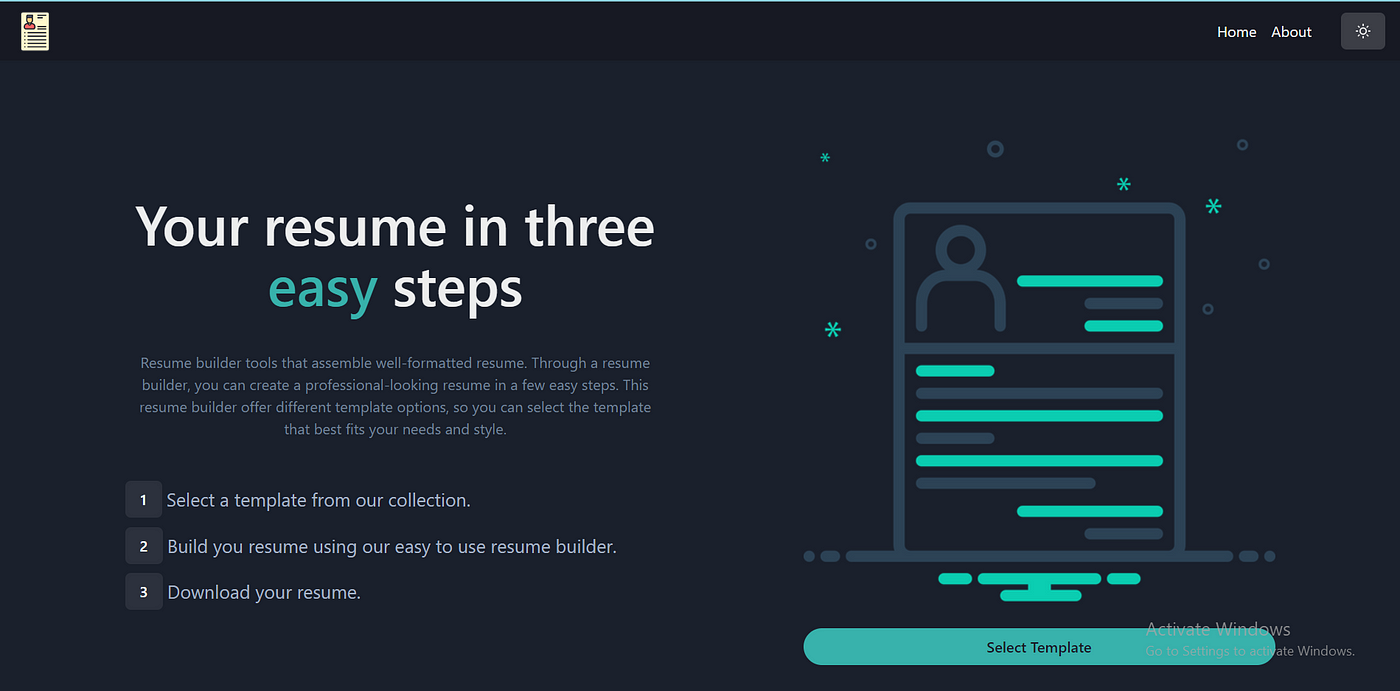 Home About
Your resume in three
easy steps
Resume builder tools that assemble well-formatted resume. Through a resume
builder, you can create a professional-looking resume in a few easy steps. This
resume builder offer different template options, so you can select the template
that best fits your needs and style.
1 Select a template from our collection.
2 Build you resume using our easy to use resume builder.
3 Download your resume.
Select Template
Activate Windows
Go to Settings to activate Windows.